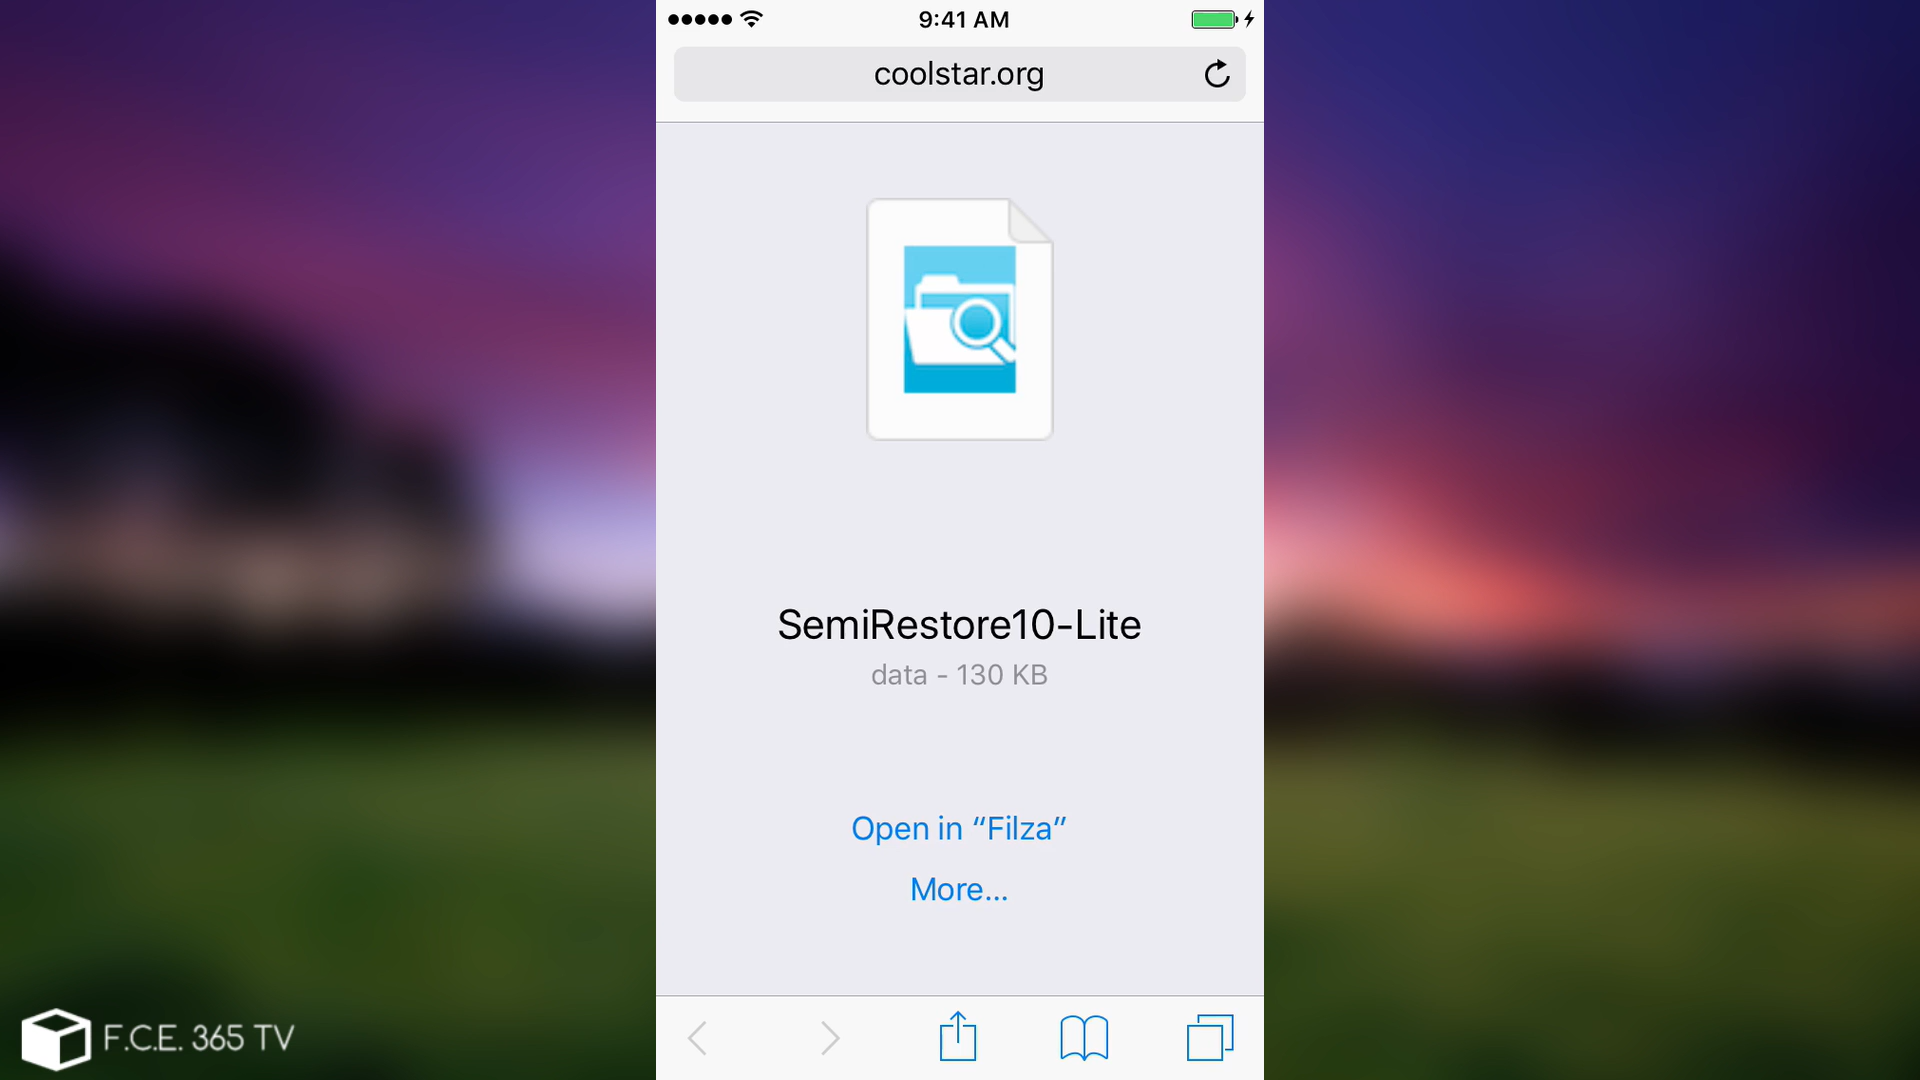 9:41 AM
coolstar.org
SemiRestore10-Lite
data - 130 KB
Open in “Filza”
More...
F.C.E. 365 TV